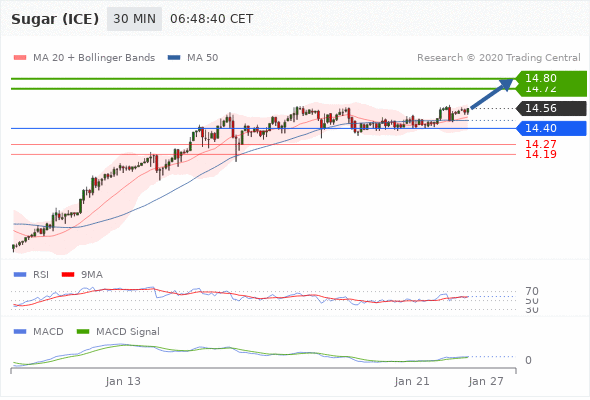 Sugar (ICE) 30 MIN 06:48:40 CET
MA 20 + Bollinger Bands MA 50 Research © 2020 Trading Central
14.80
14.72
14.56
14.40
14.27
14.19
RSI 9MA
70
50
30
MACD MACD Signal
0
Jan 13 Jan 21 Jan 27